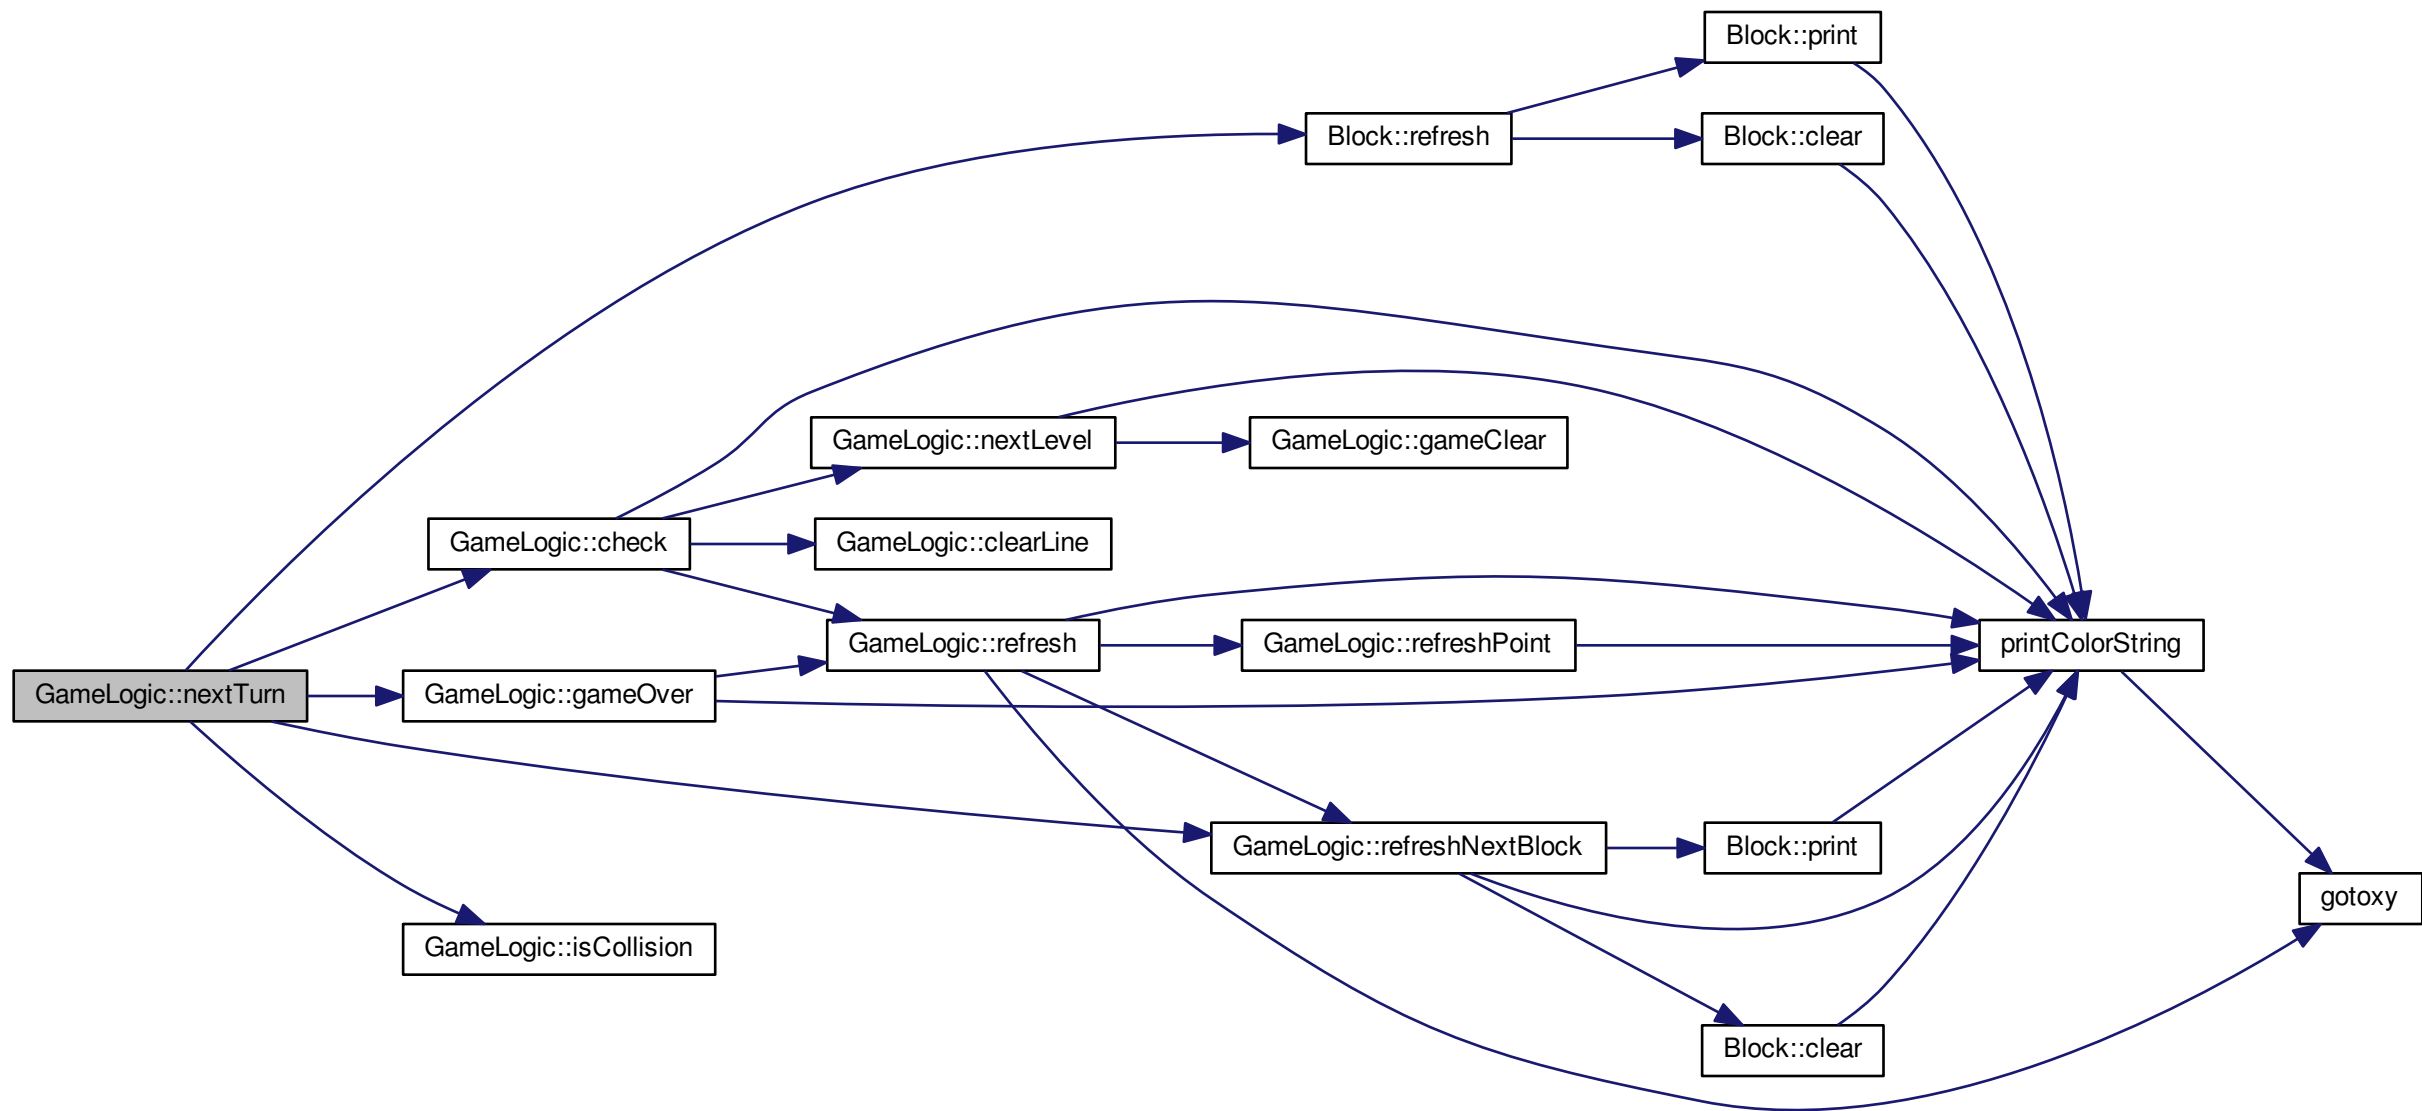 Block::print
Block::refresh
Block::clear
GameLogic::nextLevel
GameLogic::gameClear
GameLogic::check
GameLogic::clearLine
GameLogic::refresh
GameLogic::refreshPoint
printColorString
GameLogic::nextTurn
GameLogic::gameOver
GameLogic::refreshNextBlock
Block::print
gotoxy
GameLogic::isCollision
Block::clear